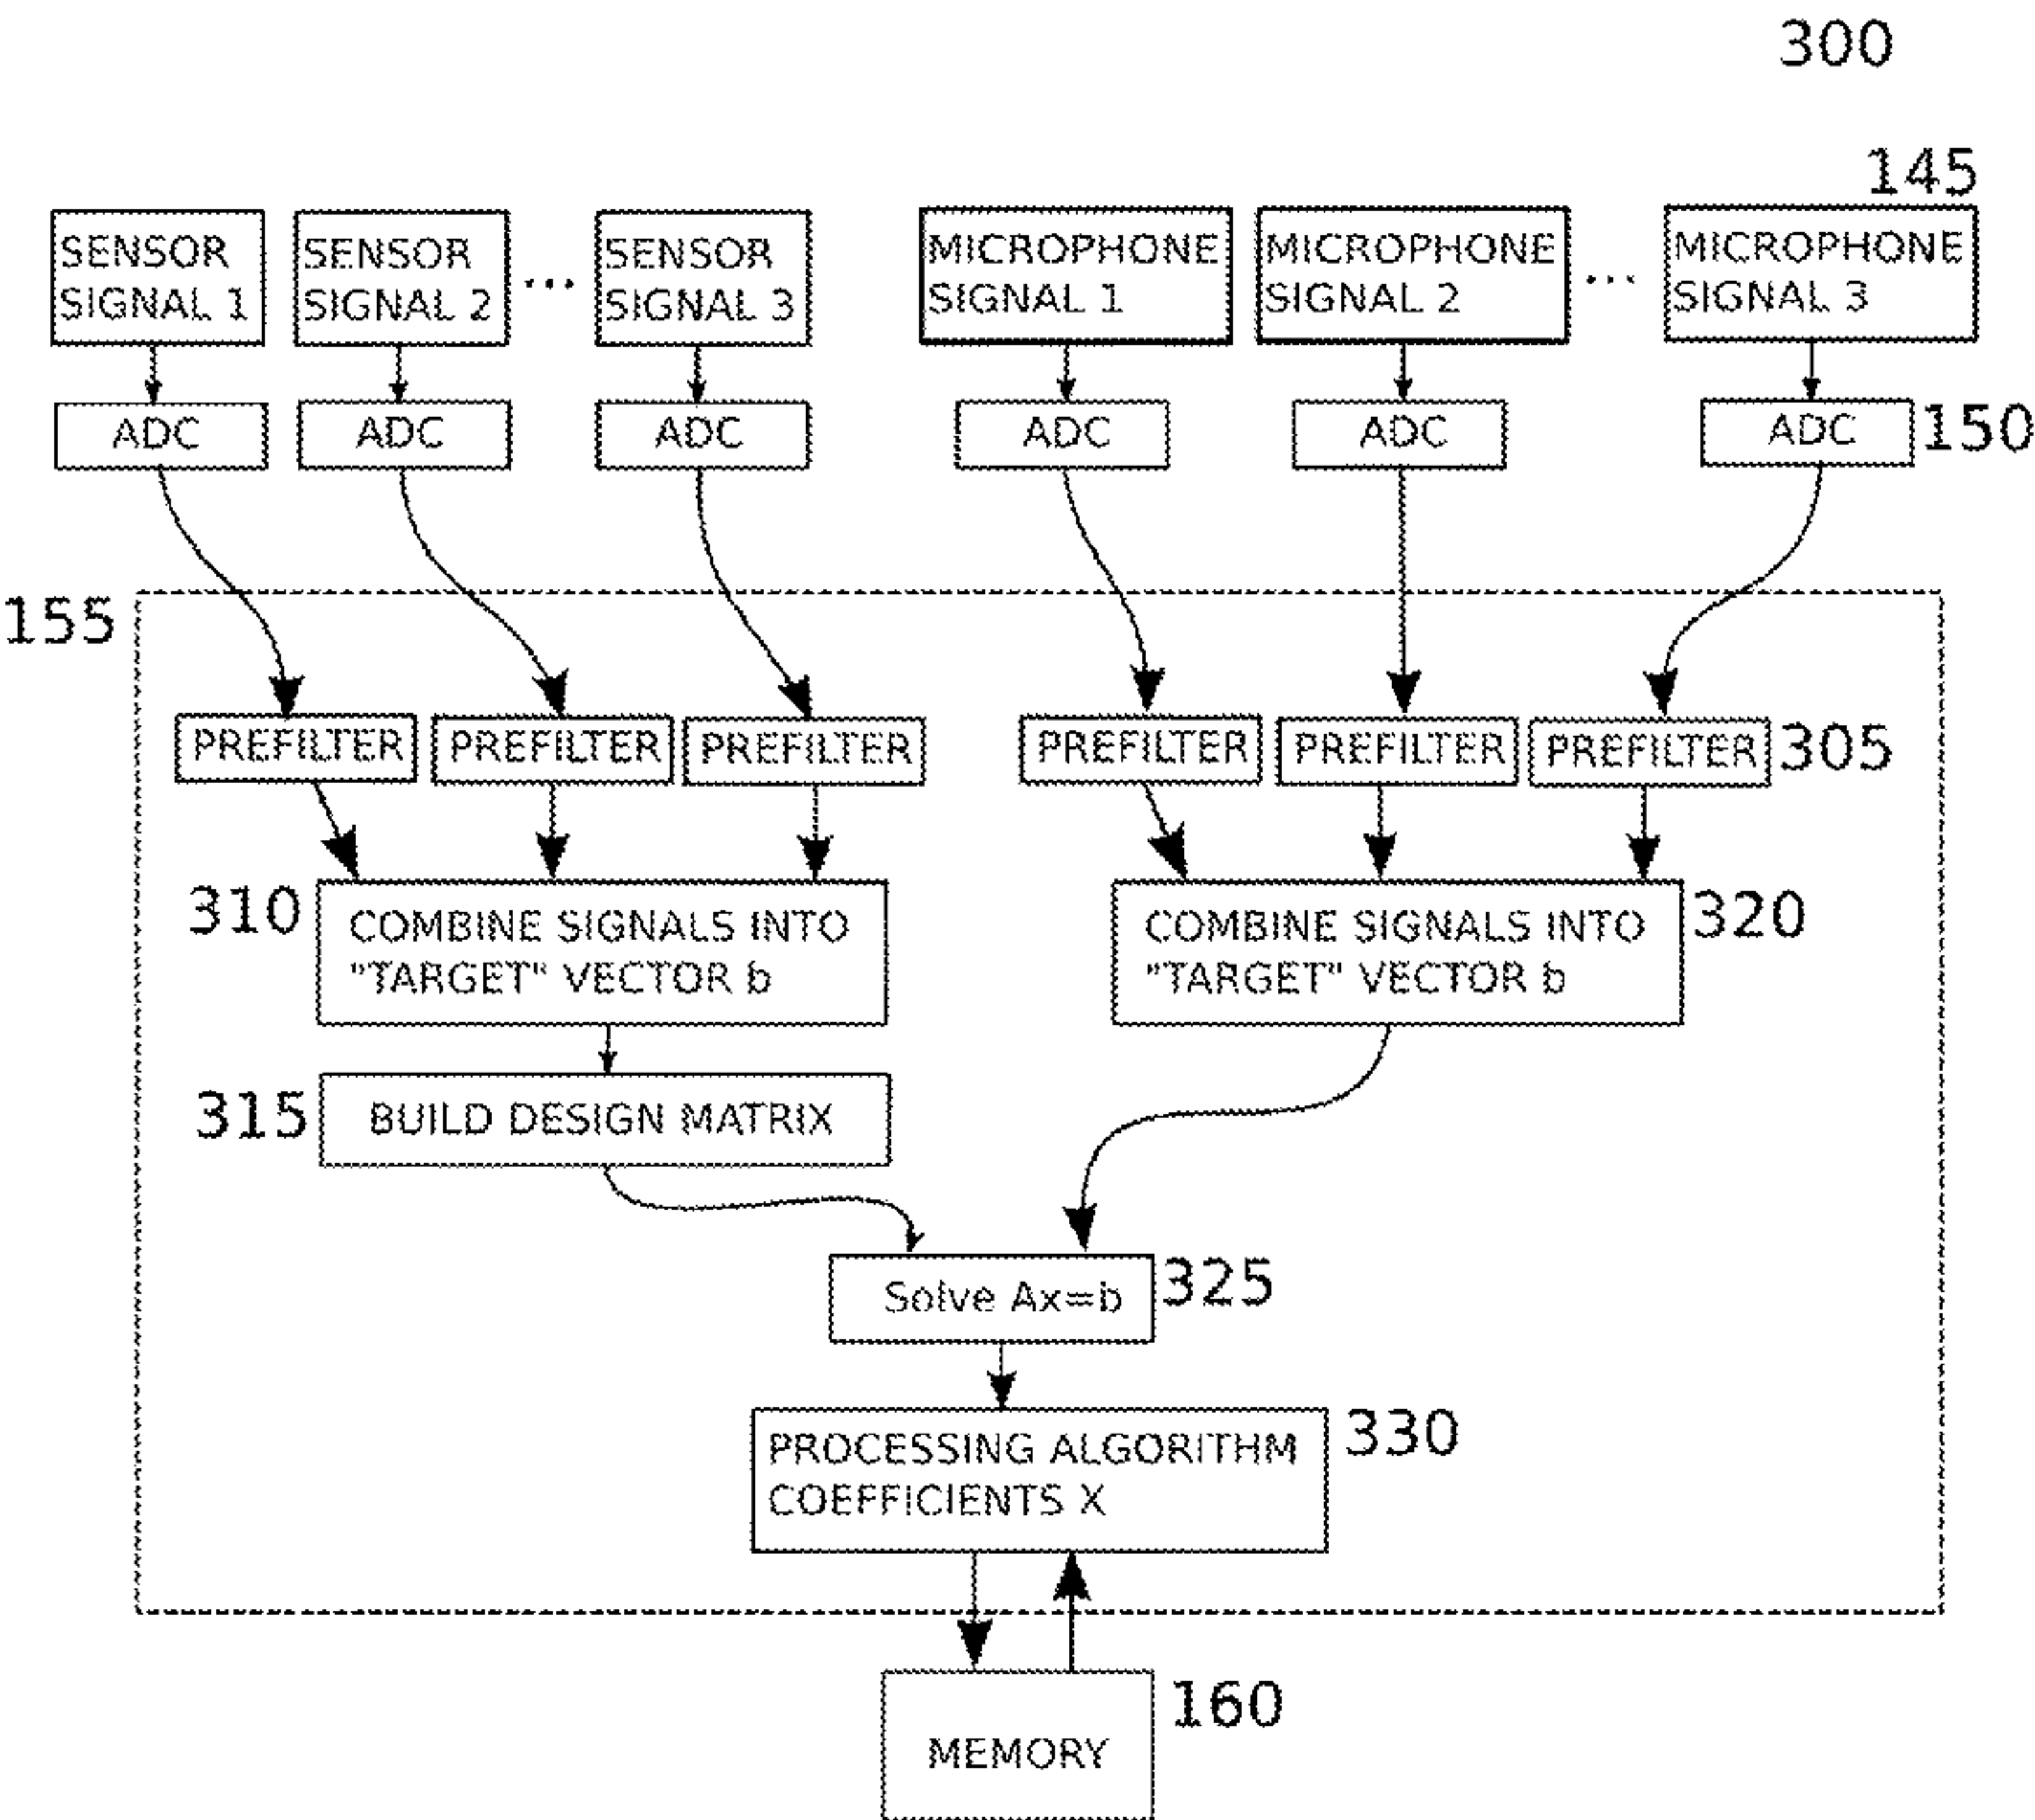 300
145
SENSOR
SIGNAL 1
SENSOR
SIGNAL 2
...
SENSOR
SIGNAL 3
MICROPHONE
SIGNAL 1
MICROPHONE
SIGNAL 2
...
MICROPHONE
SIGNAL 3
ADC
ADC
ADC
ADC
ADC
ADC
150
155
PREFILTER
PREFILTER
PREFILTER
PREFILTER
PREFILTER
PREFILTER
305
310
COMBINE SIGNALS INTO
"TARGET" VECTOR b
COMBINE SIGNALS INTO
"TARGET" VECTOR b
320
315
BUILD DESIGN MATRIX
Solve Ax=b
325
PROCESSING ALGORITHM
COEFFICIENTS X
330
160
MEMORY